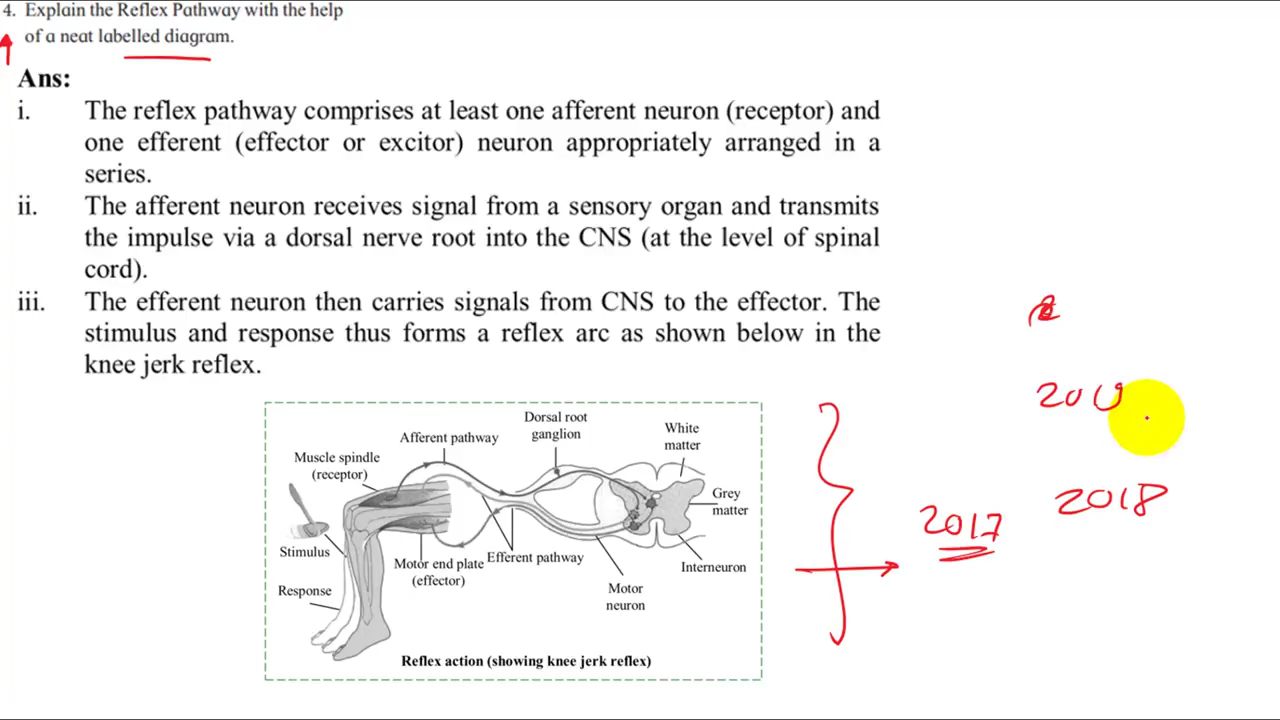 4. Explain the Reflex Pathway with the help
of a neat labelled diagram.
Ans:
i. The reflex pathway comprises at least one afferent neuron (receptor) and
one efferent (effector or excitor) neuron appropriately arranged in a
series.
ii. The afferent neuron receives signal from a sensory organ and transmits
the impulse via a dorsal nerve root into the CNS (at the level of spinal
cord).
iii. The efferent neuron then carries signals from CNS to the effector. The
stimulus and response thus forms a reflex arc as shown below in the
knee jerk reflex.
Dorsal root
ganglion
Afferent pathway
White
matter
Muscle spindle
(receptor)
Grey
matter
Stimulus
Motor end plate
(effector)
Efferent pathway
Interneuron
Response
Motor
neuron
Reflex action (showing knee jerk reflex)
2017
2018